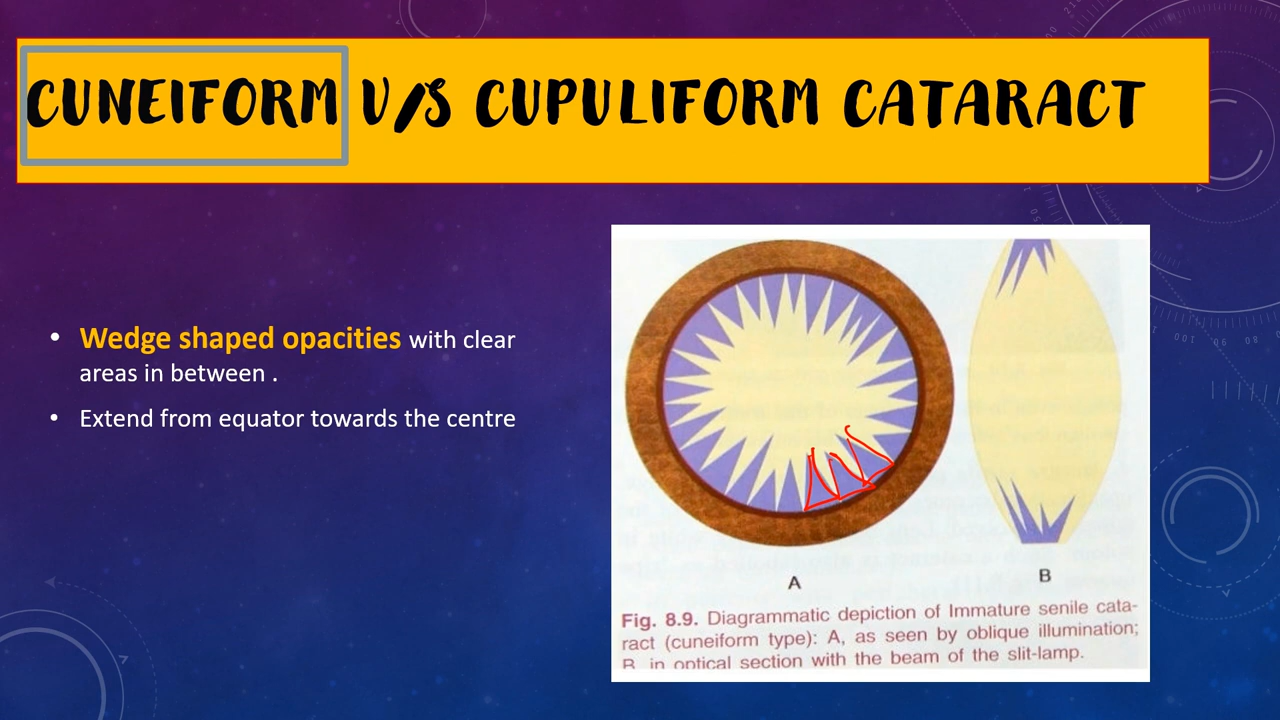 CUNEIFORM V/S CUPULIFORM CATARACT
• Wedge shaped opacities with clear
areas in between .
• Extend from equator towards the centre
A
B
Fig. 8.9. Diagrammatic depiction of Immature senile cata-
ract (cuneiform type): A, as seen by oblique illumination;
B, in optical section with the beam of the slit-lamp.